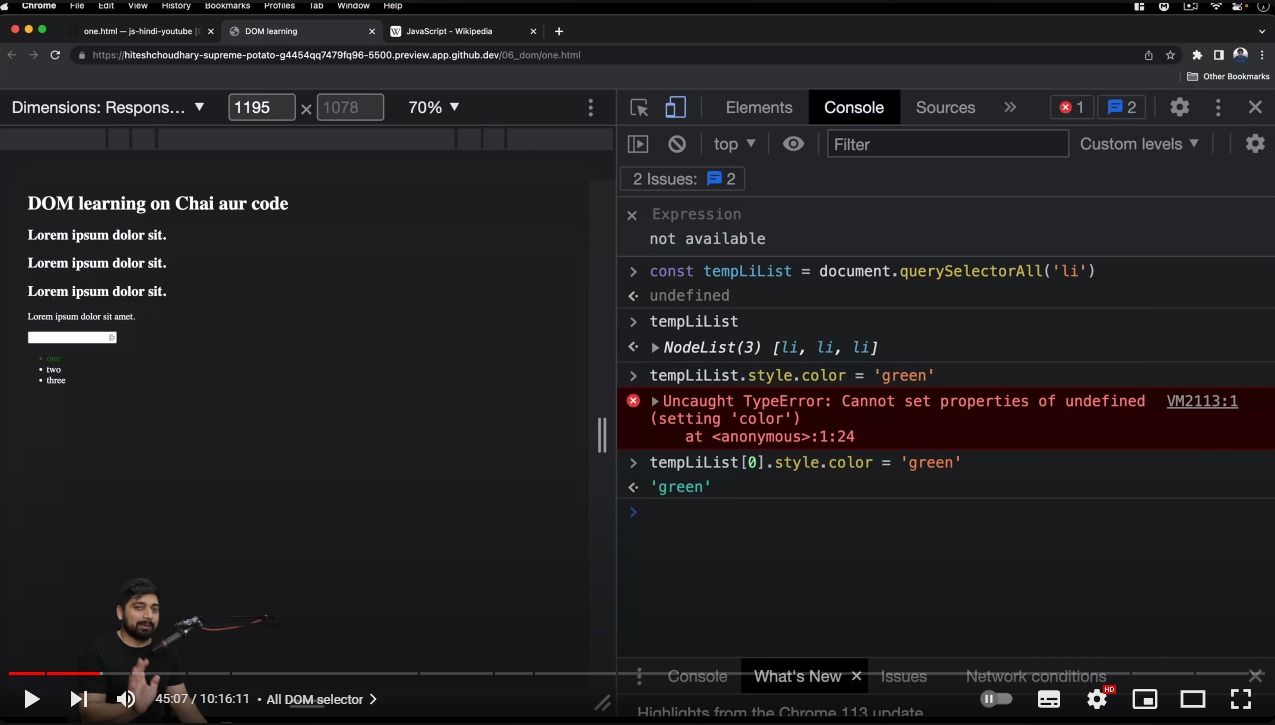 Chrome File Edit View History Bookmarks Profiles Tab Window Help
one.html — js-hindi-youtube [ DOM learning JavaScript - Wikipedia
https://hiteshchoudhary-supreme-potato-g4454qq7479fq96-5500.preview.app.github.dev/06_dom/one.html
Other Bookmarks
Dimensions: Respons... ▼ 1195 × 1078 70% ▼
Elements Console Sources » 1 2
top ▼ Filter Custom levels ▼
2 Issues: 2
DOM learning on Chai aur code
Lorem ipsum dolor sit.
Lorem ipsum dolor sit.
Lorem ipsum dolor sit.
Lorem ipsum dolor sit amet.
• one
• two
• three
Expression
not available
> const tempLiList = document.querySelectorAll('li')
undefined
> tempLiList
▶NodeList(3) [li, li, li]
> tempLiList.style.color = 'green'
▶Uncaught TypeError: Cannot set properties of undefined VM2113:1
(setting 'color')
at <anonymous>:1:24
> tempLiList[0].style.color = 'green'
'green'
>
Console What's New × Issues Network conditions
Highlights from the Chrome 113 update
45:07 / 10:16:11 • All DOM selector >
HD